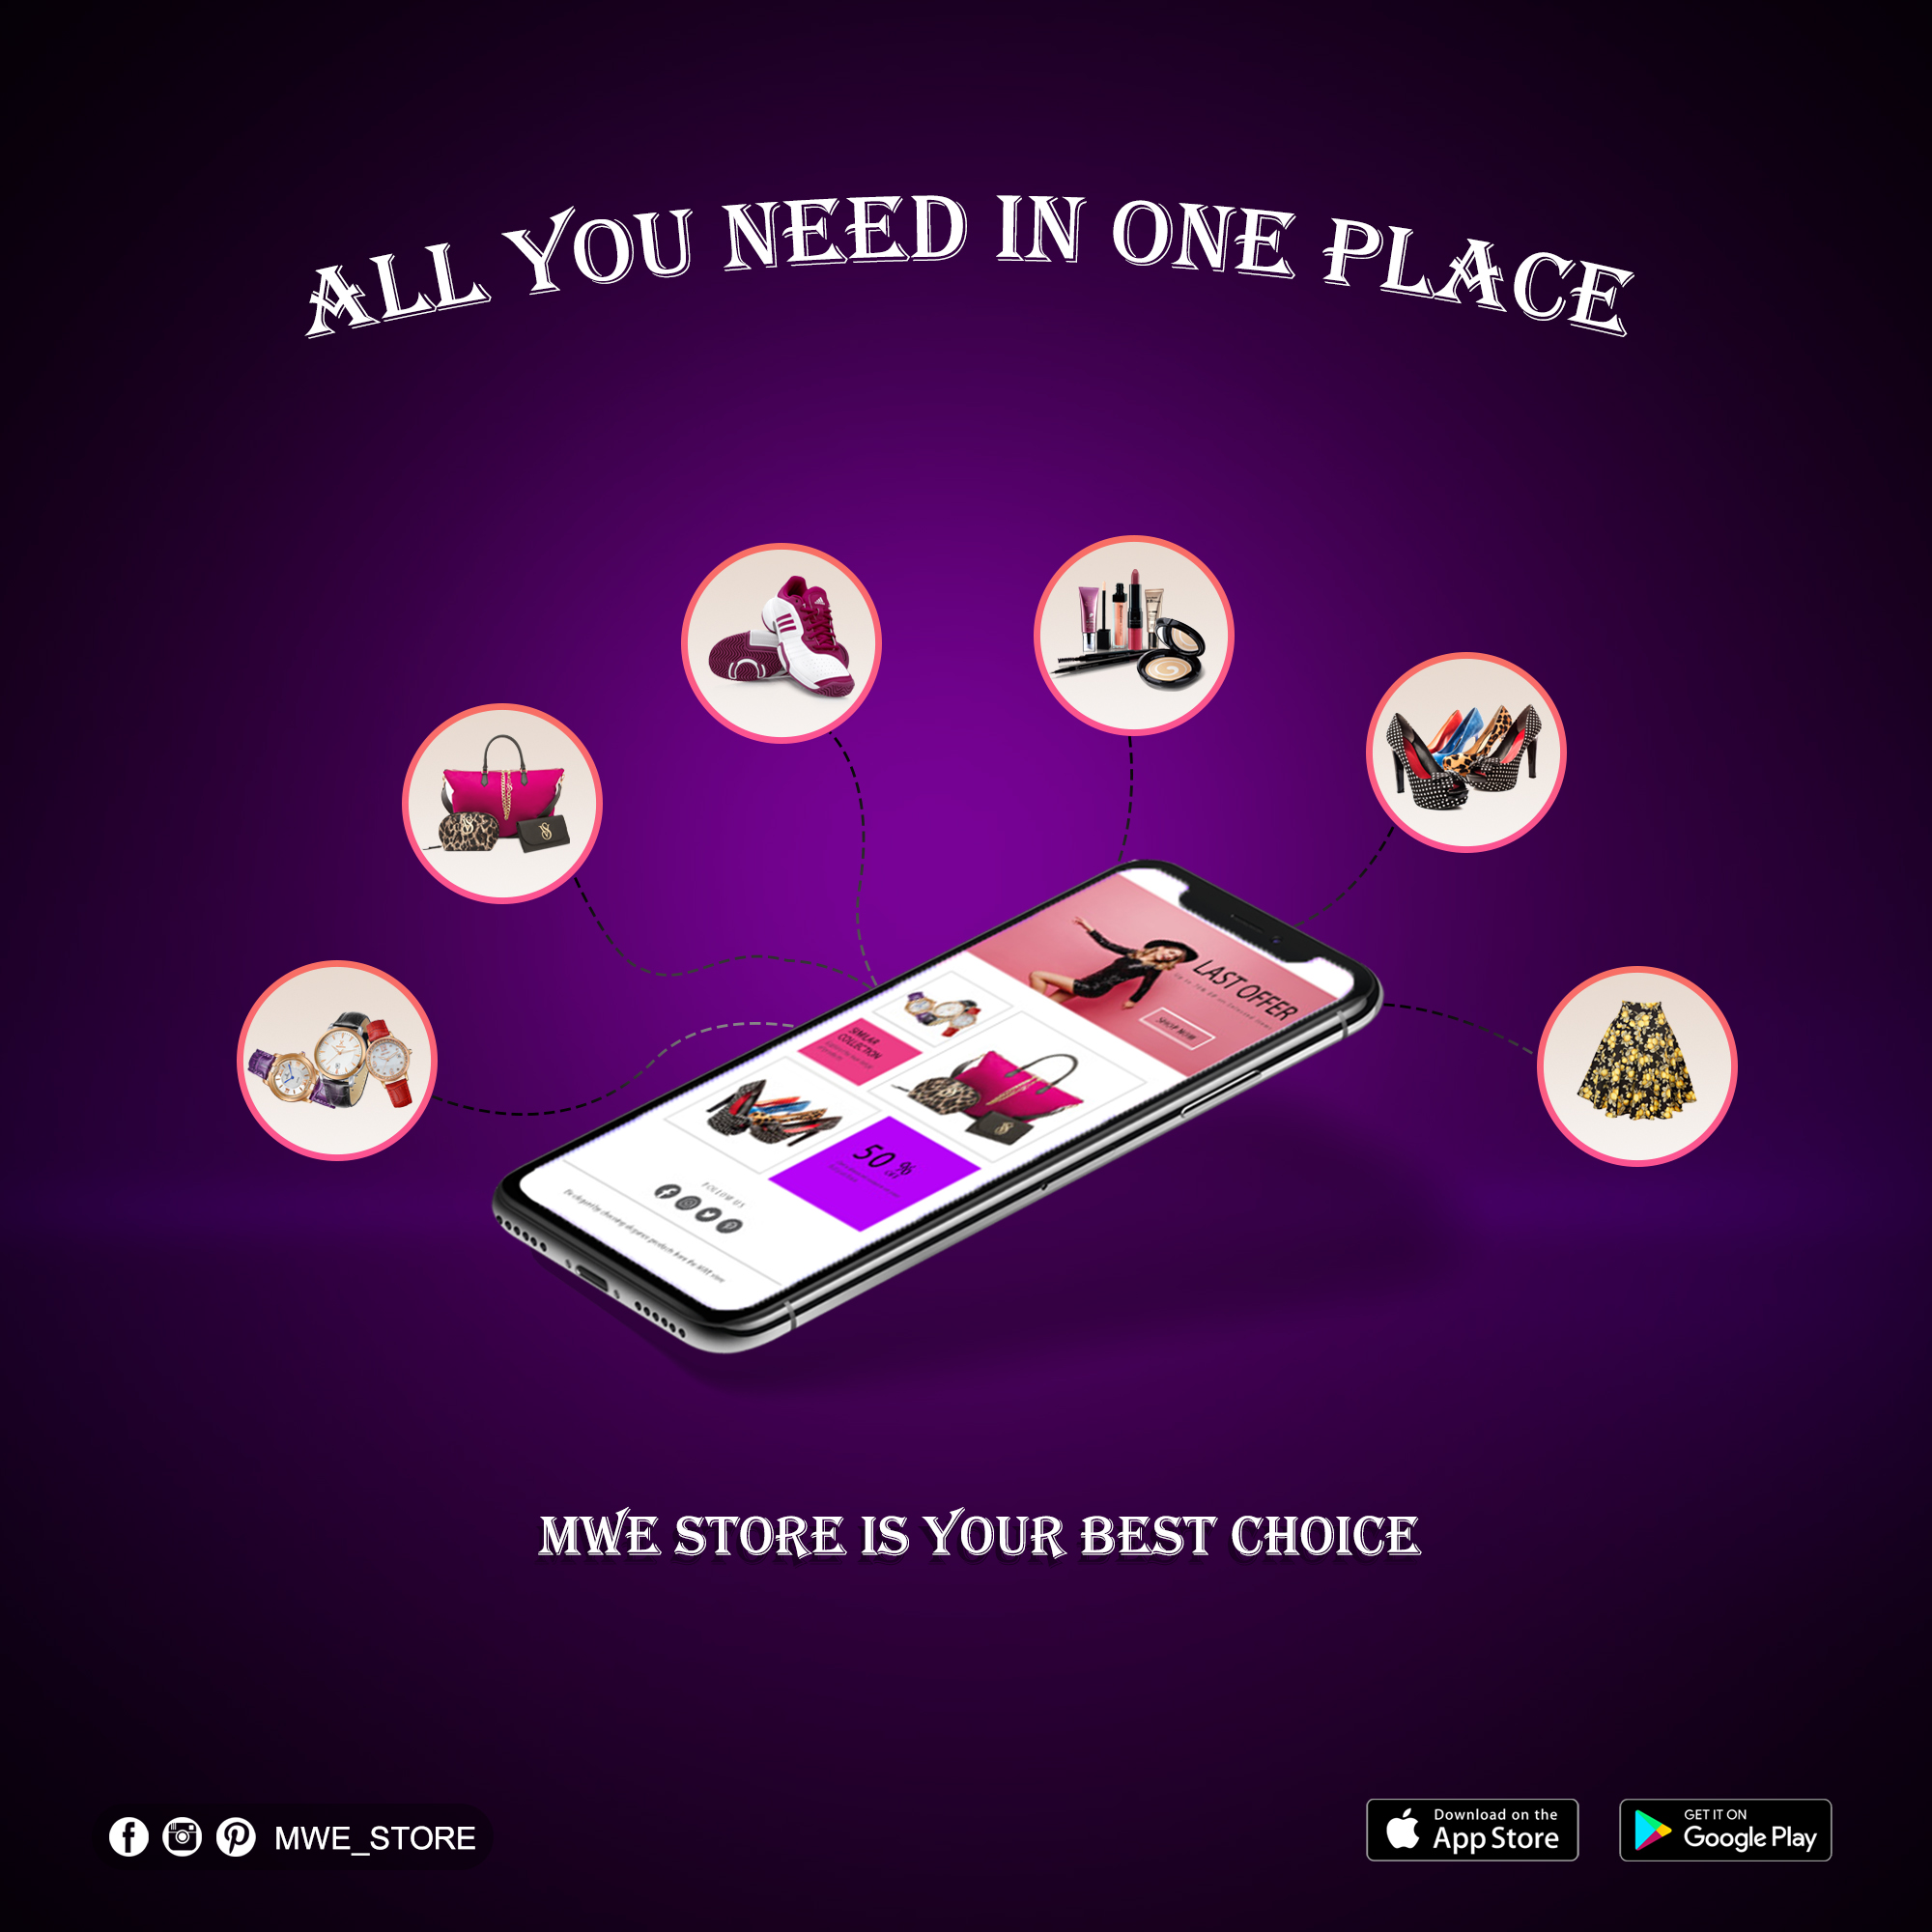 ALL YOU NEED IN ONE PLACE
LAST OFFER
SHOP NOW
SIMILAR
COLLECTION
50 %
OFF
FOLLOW US
MWE STORE IS YOUR BEST CHOICE
MWE_STORE
Download on the
App Store
GET IT ON
Google Play